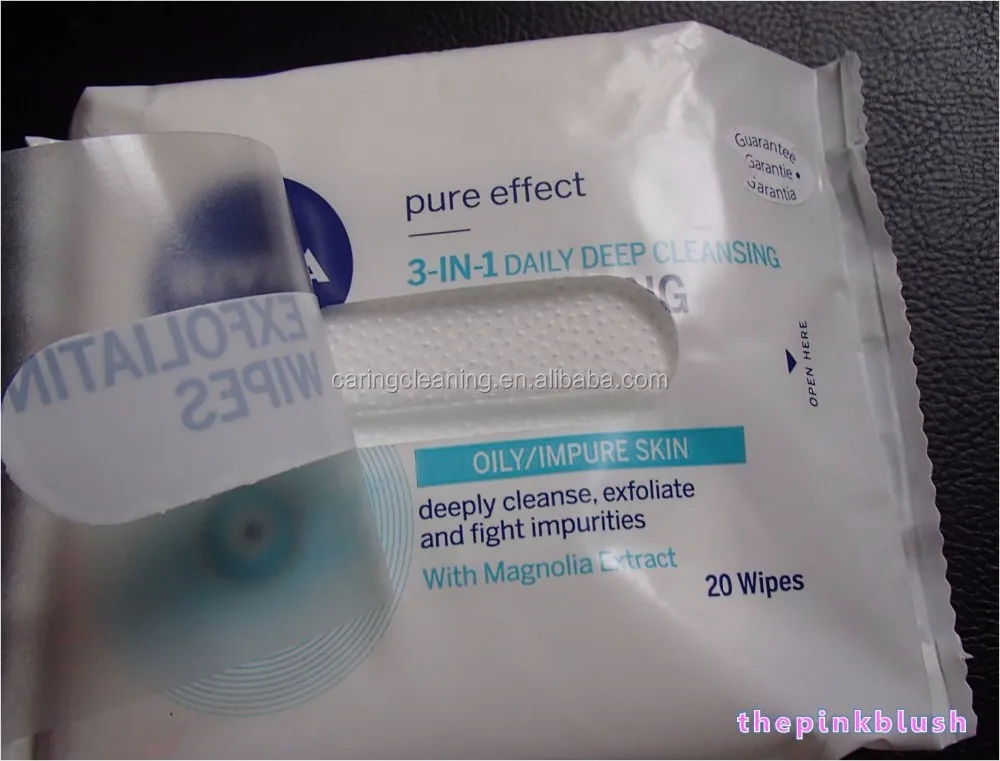 Guarantee
Garantie •
Garantia
pure effect
3-IN-1 DAILY DEEP CLEANSING
NG
A
EXFOLIATIN
WIPES
caringcleaning.en.alibaba.com
OPEN HERE
OILY/IMPURE SKIN
deeply cleanse, exfoliate
and fight impurities
With Magnolia Extract
20 Wipes
thepinkblush